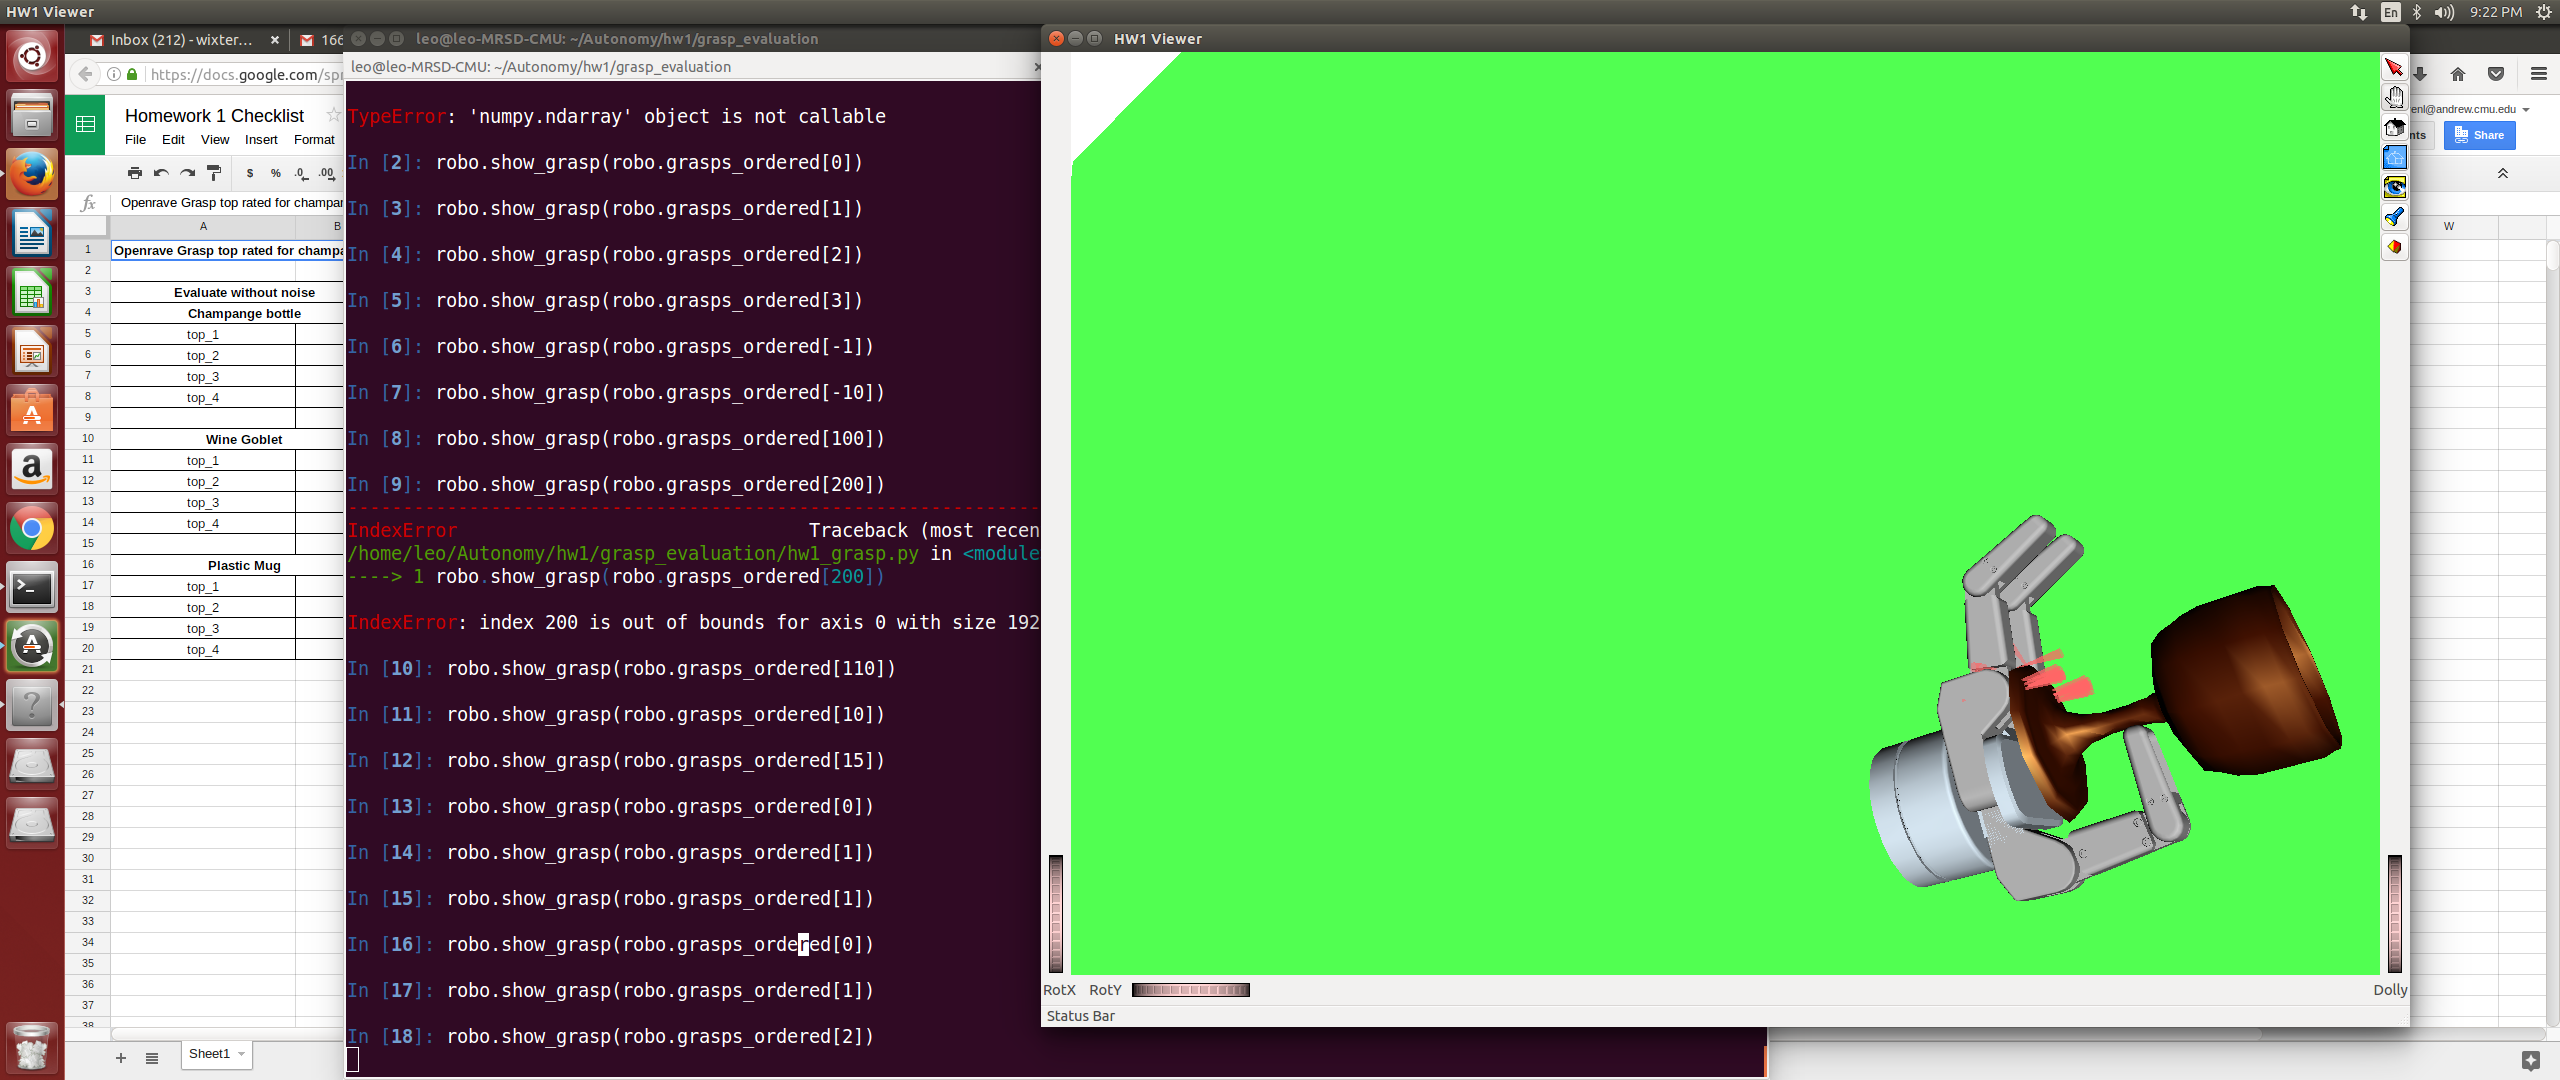 HW1 Viewer
En
9:22 PM
Inbox (212) - wixter...
166
https://docs.google.com/spr
Homework 1 Checklist
File Edit View Insert Format
$ % .0 .00
fx Openrave Grasp top rated for champar
A B
1 Openrave Grasp top rated for champa
2
3 Evaluate without noise
4 Champange bottle
5 top_1
6 top_2
7 top_3
8 top_4
9
10 Wine Goblet
11 top_1
12 top_2
13 top_3
14 top_4
15
16 Plastic Mug
17 top_1
18 top_2
19 top_3
20 top_4
21
22
23
24
25
26
27
28
29
30
31
32
33
34
35
36
37
38
Sheet1
leo@leo-MRSD-CMU: ~/Autonomy/hw1/grasp_evaluation
leo@leo-MRSD-CMU: ~/Autonomy/hw1/grasp_evaluation
TypeError: 'numpy.ndarray' object is not callable
In [2]: robo.show_grasp(robo.grasps_ordered[0])
In [3]: robo.show_grasp(robo.grasps_ordered[1])
In [4]: robo.show_grasp(robo.grasps_ordered[2])
In [5]: robo.show_grasp(robo.grasps_ordered[3])
In [6]: robo.show_grasp(robo.grasps_ordered[-1])
In [7]: robo.show_grasp(robo.grasps_ordered[-10])
In [8]: robo.show_grasp(robo.grasps_ordered[100])
In [9]: robo.show_grasp(robo.grasps_ordered[200])
---------------------------------------------------------------
IndexError Traceback (most recen
/home/leo/Autonomy/hw1/grasp_evaluation/hw1_grasp.py in <module
----> 1 robo.show_grasp(robo.grasps_ordered[200])
IndexError: index 200 is out of bounds for axis 0 with size 192
In [10]: robo.show_grasp(robo.grasps_ordered[110])
In [11]: robo.show_grasp(robo.grasps_ordered[10])
In [12]: robo.show_grasp(robo.grasps_ordered[15])
In [13]: robo.show_grasp(robo.grasps_ordered[0])
In [14]: robo.show_grasp(robo.grasps_ordered[1])
In [15]: robo.show_grasp(robo.grasps_ordered[1])
In [16]: robo.show_grasp(robo.grasps_ordered[0])
In [17]: robo.show_grasp(robo.grasps_ordered[1])
In [18]: robo.show_grasp(robo.grasps_ordered[2])
HW1 Viewer
RotX RotY
Dolly
Status Bar
enl@andrew.cmu.edu
nts
Share
W